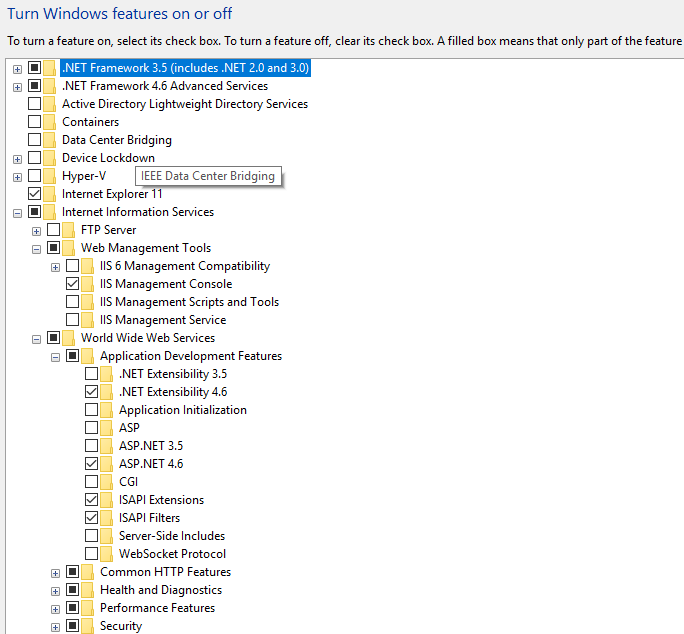 Turn Windows features on or off
To turn a feature on, select its check box. To turn a feature off, clear its check box. A filled box means that only part of the feature
.NET Framework 3.5 (includes .NET 2.0 and 3.0)
.NET Framework 4.6 Advanced Services
Active Directory Lightweight Directory Services
Containers
Data Center Bridging
Device Lockdown
Hyper-V
IEEE Data Center Bridging
Internet Explorer 11
Internet Information Services
FTP Server
Web Management Tools
IIS 6 Management Compatibility
IIS Management Console
IIS Management Scripts and Tools
IIS Management Service
World Wide Web Services
Application Development Features
.NET Extensibility 3.5
.NET Extensibility 4.6
Application Initialization
ASP
ASP.NET 3.5
ASP.NET 4.6
CGI
ISAPI Extensions
ISAPI Filters
Server-Side Includes
WebSocket Protocol
Common HTTP Features
Health and Diagnostics
Performance Features
Security